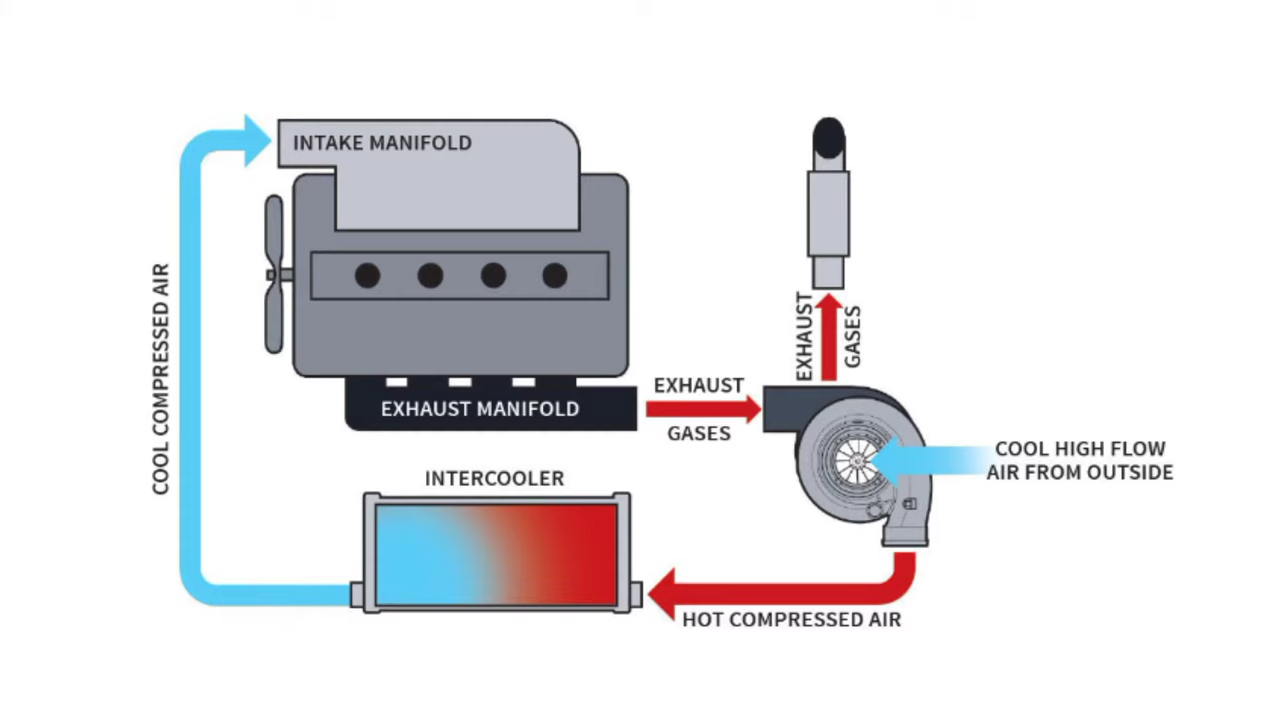 INTAKE MANIFOLD
COOL COMPRESSED AIR
EXHAUST MANIFOLD
EXHAUST
GASES
EXHAUST
GASES
COOL HIGH FLOW
AIR FROM OUTSIDE
INTERCOOLER
HOT COMPRESSED AIR